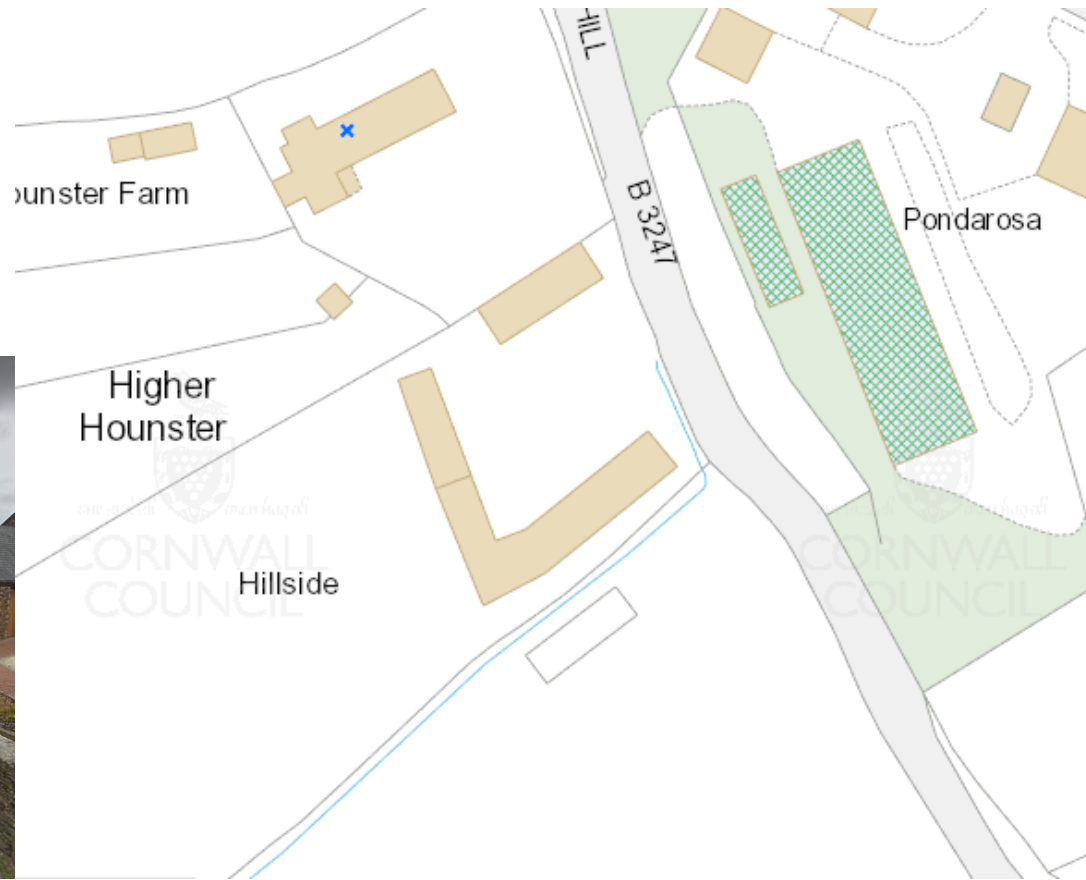 HILL
ounster Farm
B 3247
Pondarosa
Higher
Hounster
CORNWALL
COUNCIL
CORNWALL
COUNCIL
Hillside